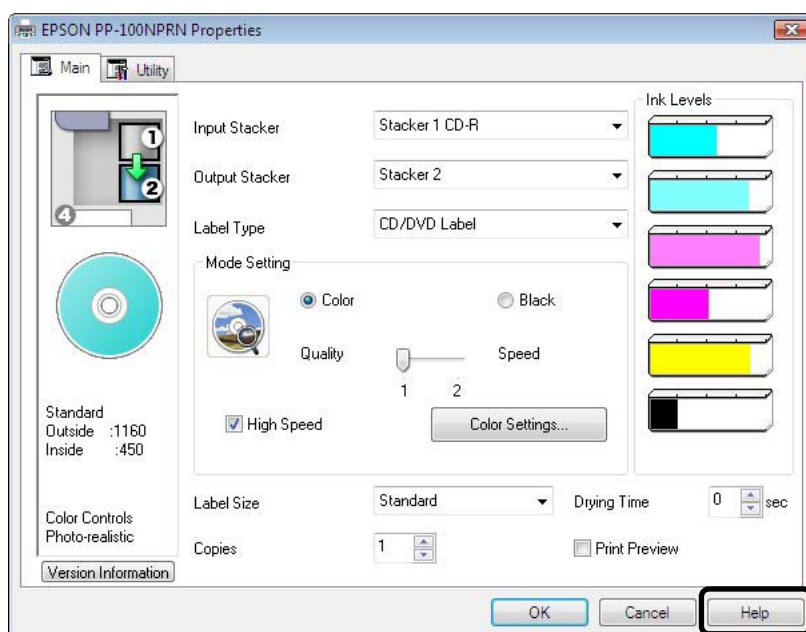 EPSON PP-100NPRN Properties
Main
Utility
1
2
4
Standard
Outside :1160
Inside :450
Color Controls
Photo-realistic
Version Information
Input Stacker
Stacker 1 CD-R
Output Stacker
Stacker 2
Label Type
CD/DVD Label
Mode Setting
Color
Black
Quality
Speed
1 2
High Speed
Color Settings...
Label Size
Standard
Drying Time
0
sec
Copies
1
Print Preview
Ink Levels
OK
Cancel
Help